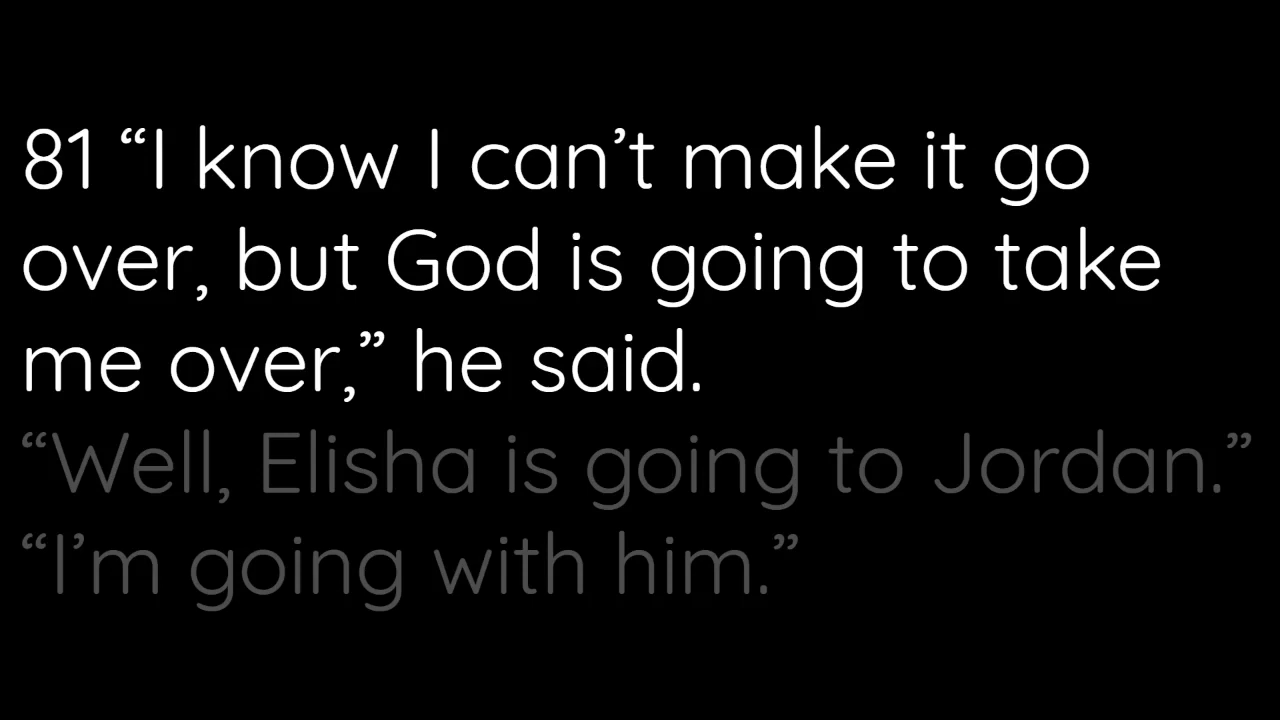 81 “I know I can’t make it go
over, but God is going to take
me over,” he said.
“Well, Elisha is going to Jordan.”
“I’m going with him.”